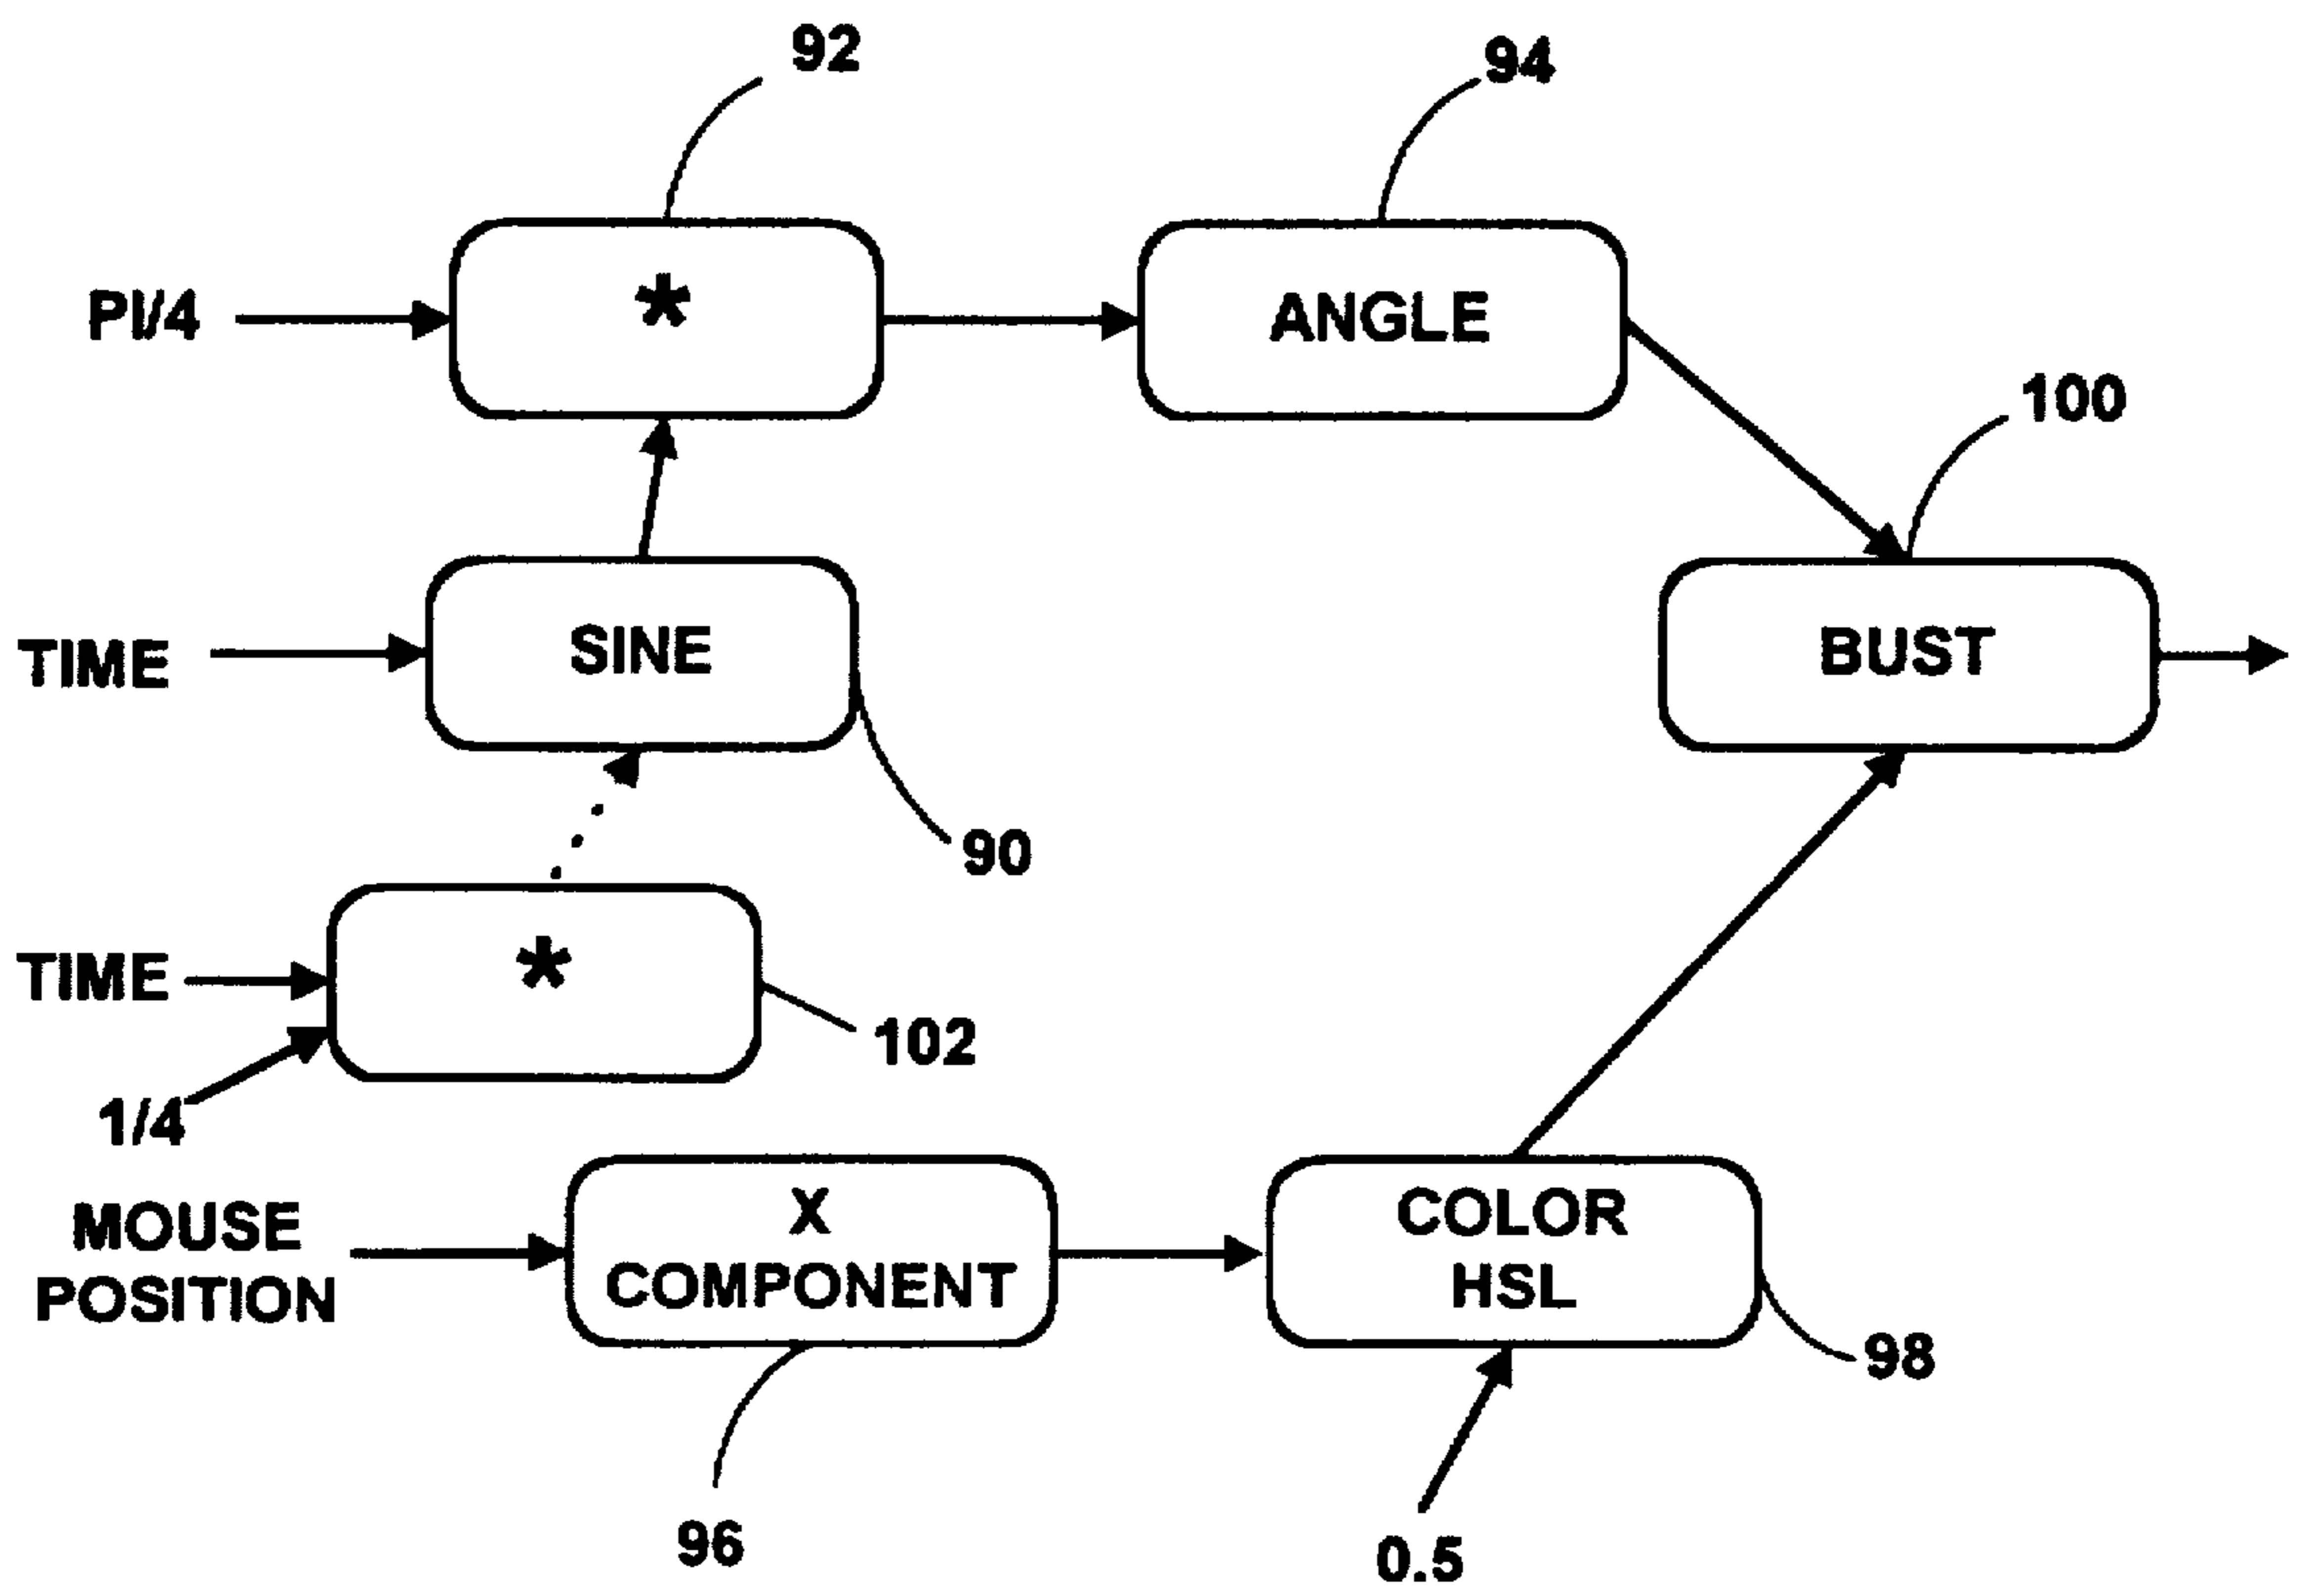 92
94
*
PI/4
ANGLE
100
TIME
SINE
BUST
90
*
TIME
102
1/4
MOUSE
POSITION
X
COMPONENT
COLOR
HSL
98
96
0.5